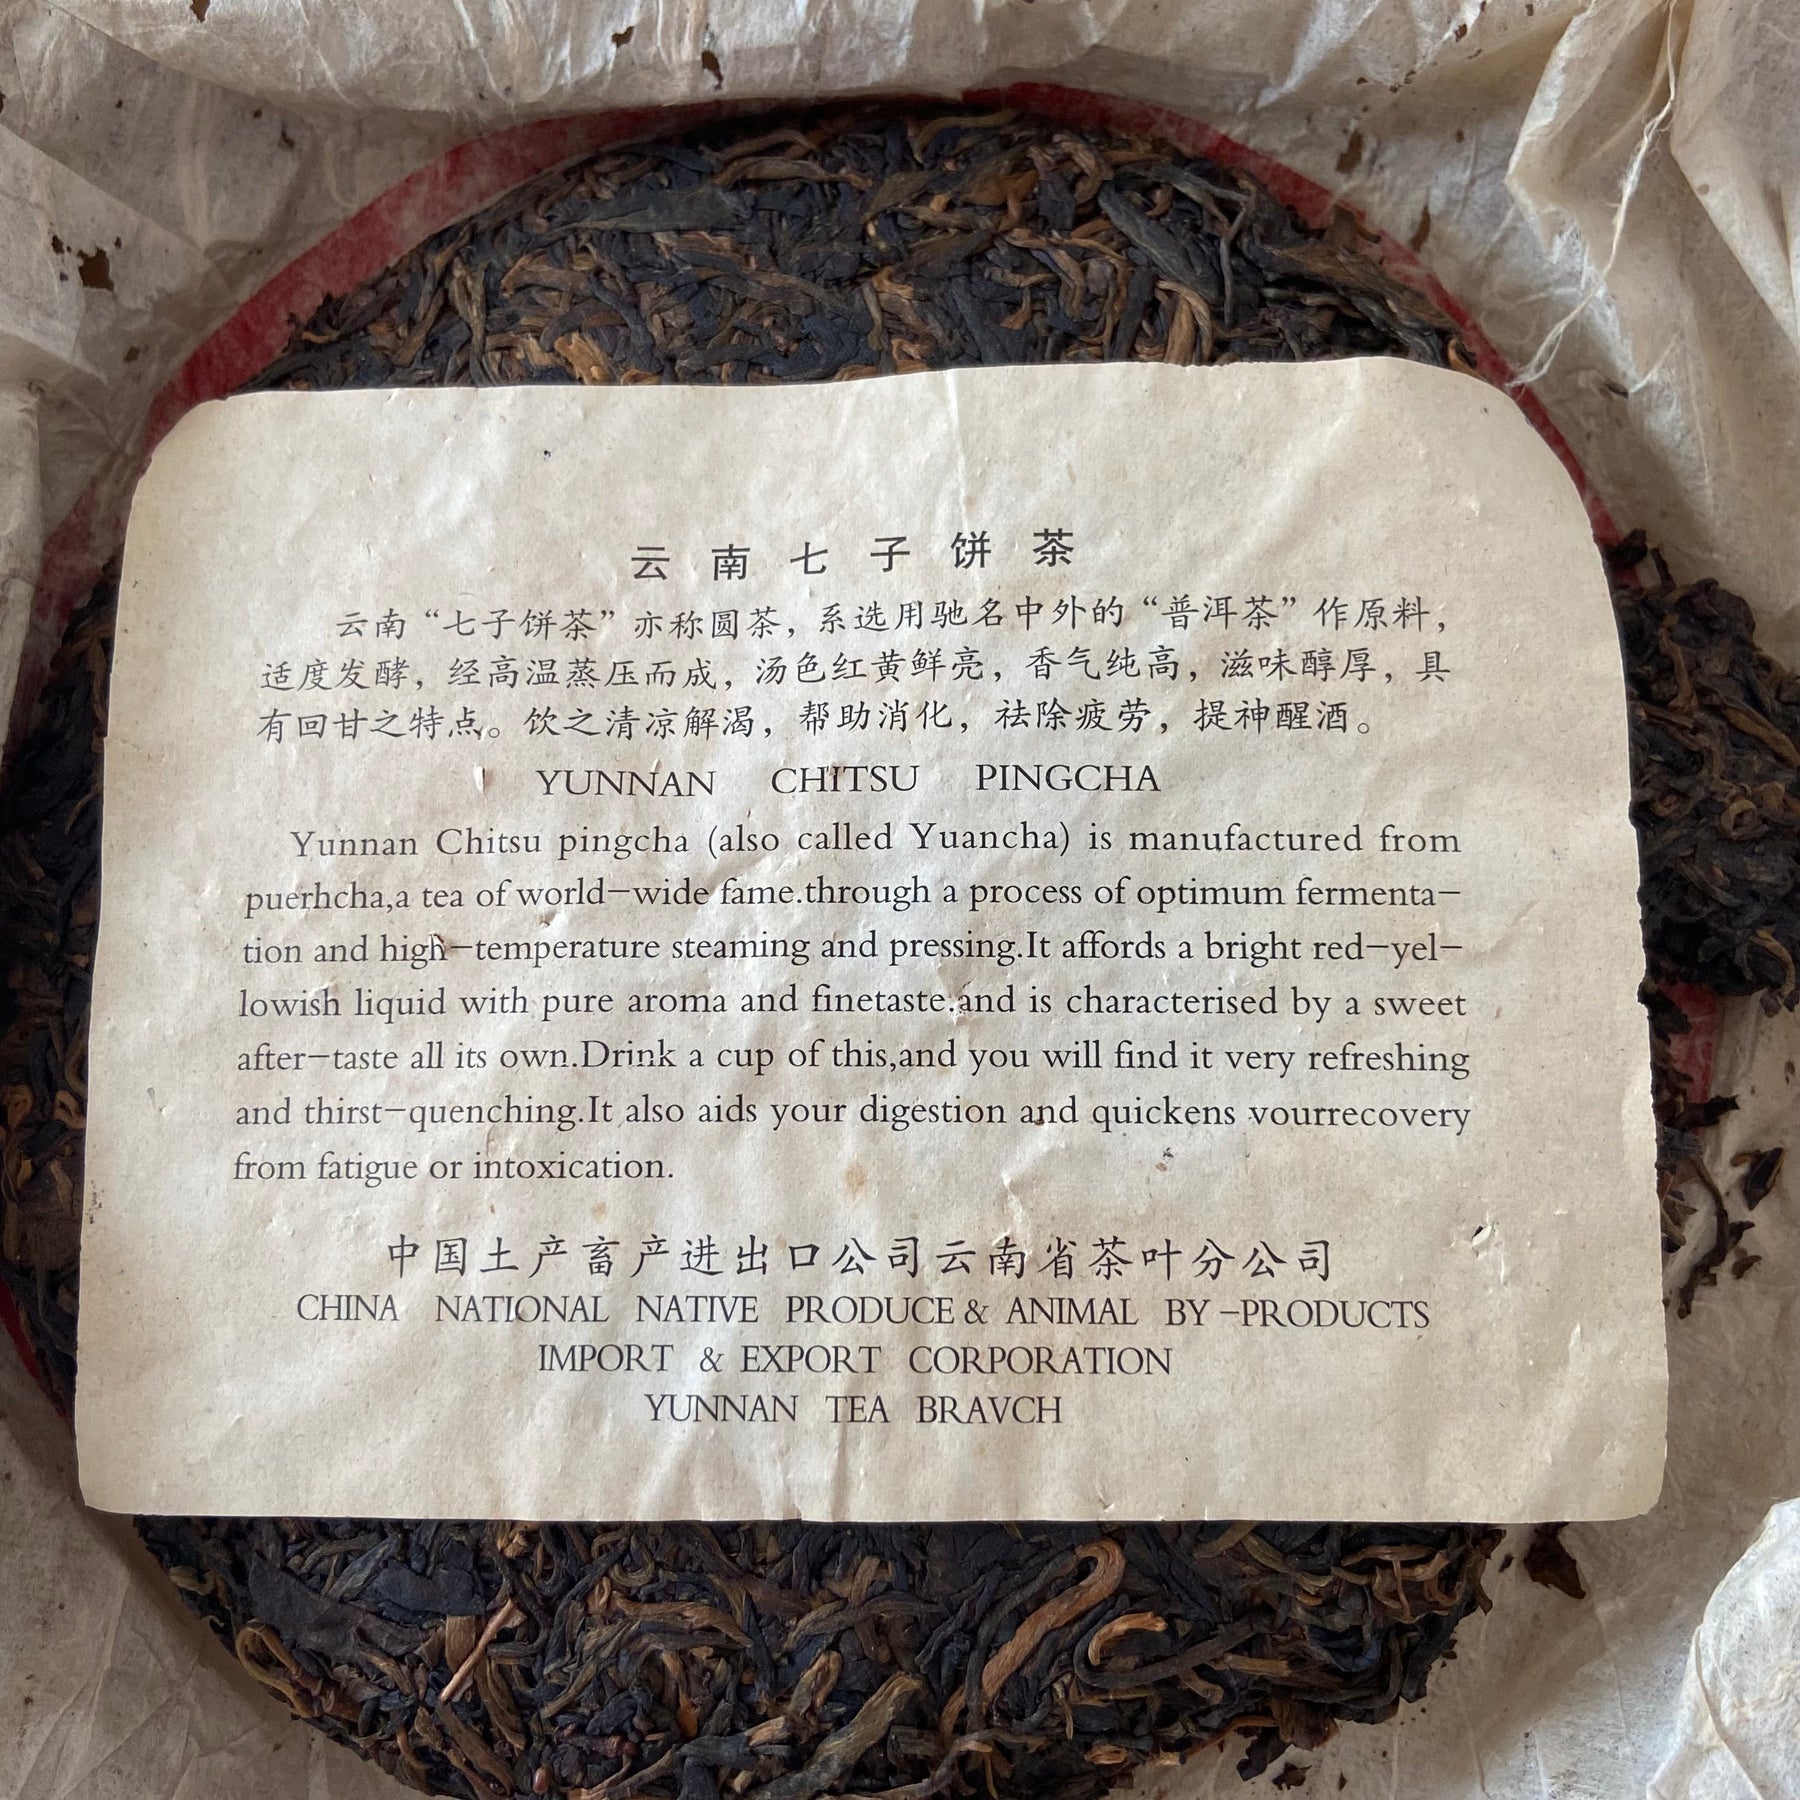 云南七子饼茶
云南“七子饼茶”亦称圆茶，系选用驰名中外的“普洱茶”作原料，
适度发酵，经高温蒸压而成，汤色红黄鲜亮，香气纯高，滋味醇厚，具
有回甘之特点。饮之清凉解渴，帮助消化，祛除疲劳，提神醒酒。
YUNNAN CHITSU PINGCHA
Yunnan Chitsu pingcha (also called Yuancha) is manufactured from
puerhcha,a tea of world—wide fame.through a process of optimum fermenta—
tion and high—temperature steaming and pressing.It affords a bright red—yel—
lowish liquid with pure aroma and finetaste.and is characterised by a sweet
after—taste all its own.Drink a cup of this,and you will find it very refreshing
and thirst—quenching.It also aids your digestion and quickens vourrecovery
from fatigue or intoxication.
中国土产畜产进出口公司云南省茶叶分公司
CHINA NATIONAL NATIVE PRODUCE & ANIMAL BY —PRODUCTS
IMPORT & EXPORT CORPORATION
YUNNAN TEA BRAVCH